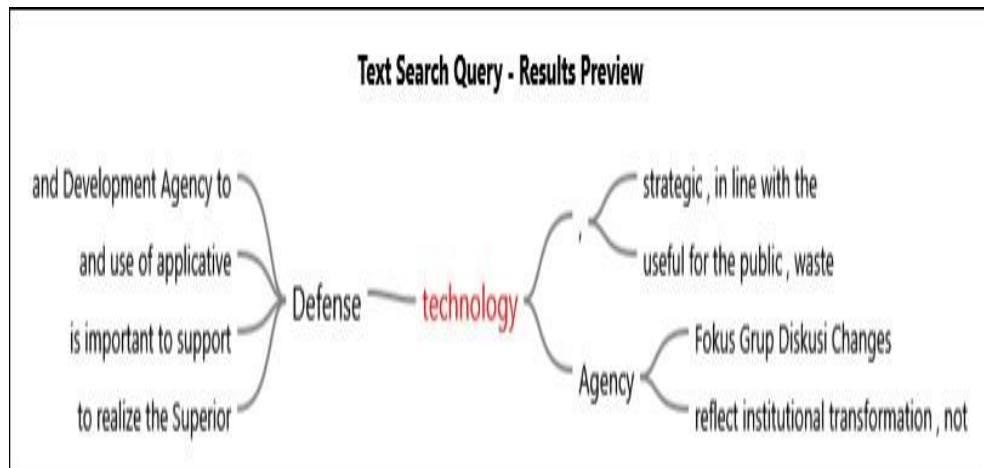 Text Search Query - Results Preview
and Development Agency to
and use of applicative
is important to support
to realize the Superior
Defense
technology
,
strategic , in line with the
useful for the public , waste
Agency
Fokus Grup Diskusi Changes
reflect institutional transformation , not